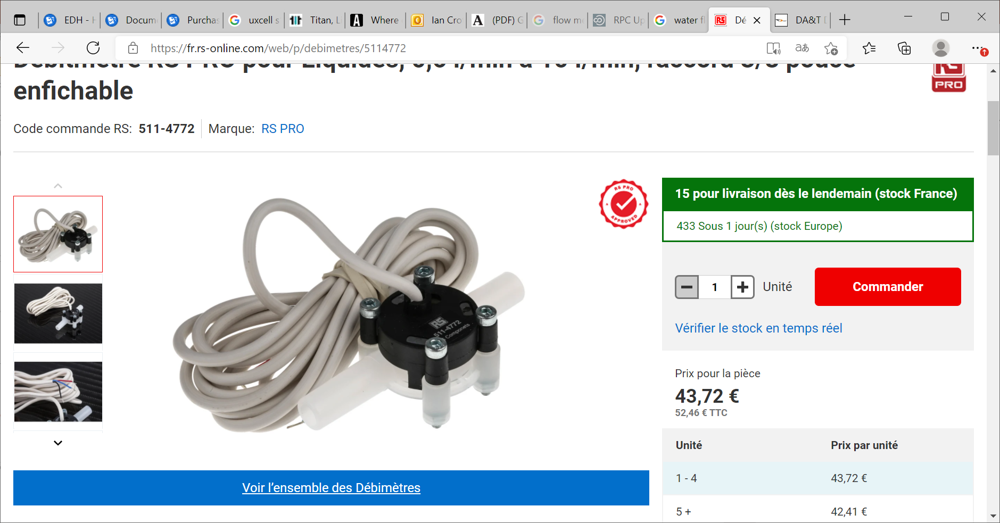 EDH - H
Docum
Purchas
uxcell s
Titan, L
Where
Ian Cro
(PDF) G
flow me
RPC Up
water fl
Dé
DA&T D
https://fr.rs-online.com/web/p/debimetres/5114772
enfichable
RS
PRO
Code commande RS: 511-4772 Marque: RS PRO
RS PRO
APPROVED
RS
511-4772
15 pour livraison dès le lendemain (stock France)
433 Sous 1 jour(s) (stock Europe)
1 Unité
Commander
Vérifier le stock en temps réel
Prix pour la pièce
43,72 €
52,46 € TTC
Unité Prix par unité
1 - 4 43,72 €
5 + 42,41 €
Voir l’ensemble des Débimètres